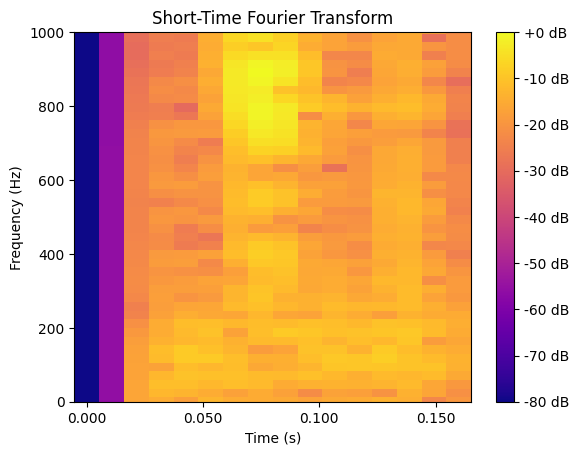 Short-Time Fourier Transform
1000
800
600
400
200
0
Frequency (Hz)
0.000
0.050
0.100
0.150
Time (s)
+0 dB
-10 dB
-20 dB
-30 dB
-40 dB
-50 dB
-60 dB
-70 dB
-80 dB